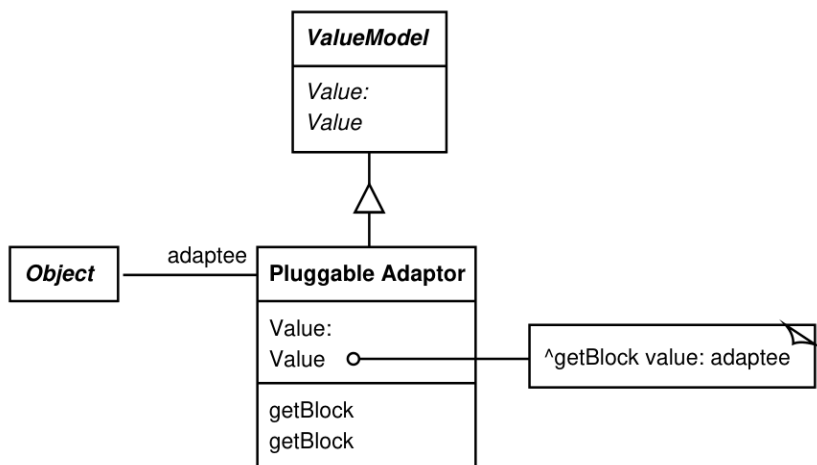 ValueModel
Value:
Value
Object
adaptee
Pluggable Adaptor
Value:
Value
^getBlock value: adaptee
getBlock
getBlock